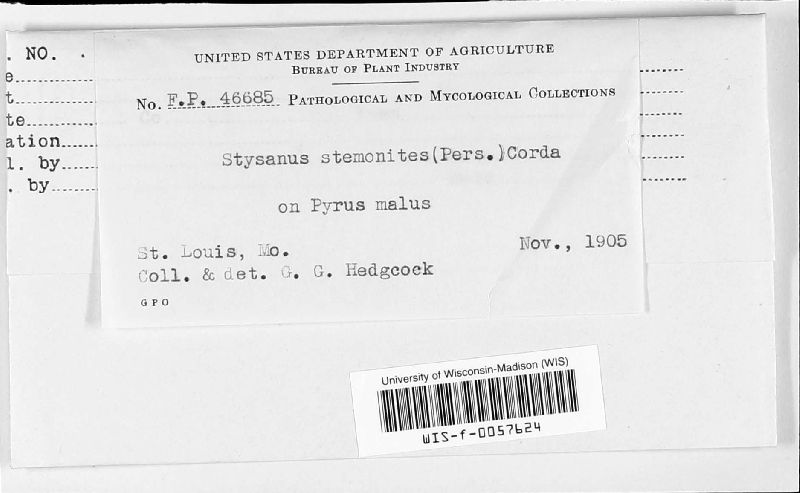 . NO. .
UNITED STATES DEPARTMENT OF AGRICULTURE
BUREAU OF PLANT INDUSTRY
No. F.P. 46685 PATHOLOGICAL AND MYCOLOGICAL COLLECTIONS
e
t
te
ation
l. by
. by
Stysanus stemonites(Pers.)Corda
on Pyrus malus
St. Louis, Mo. Nov., 1905
Coll. & det. G. G. Hedgcock
GPO
University of Wisconsin-Madison (WIS)
WIS-f-0057624